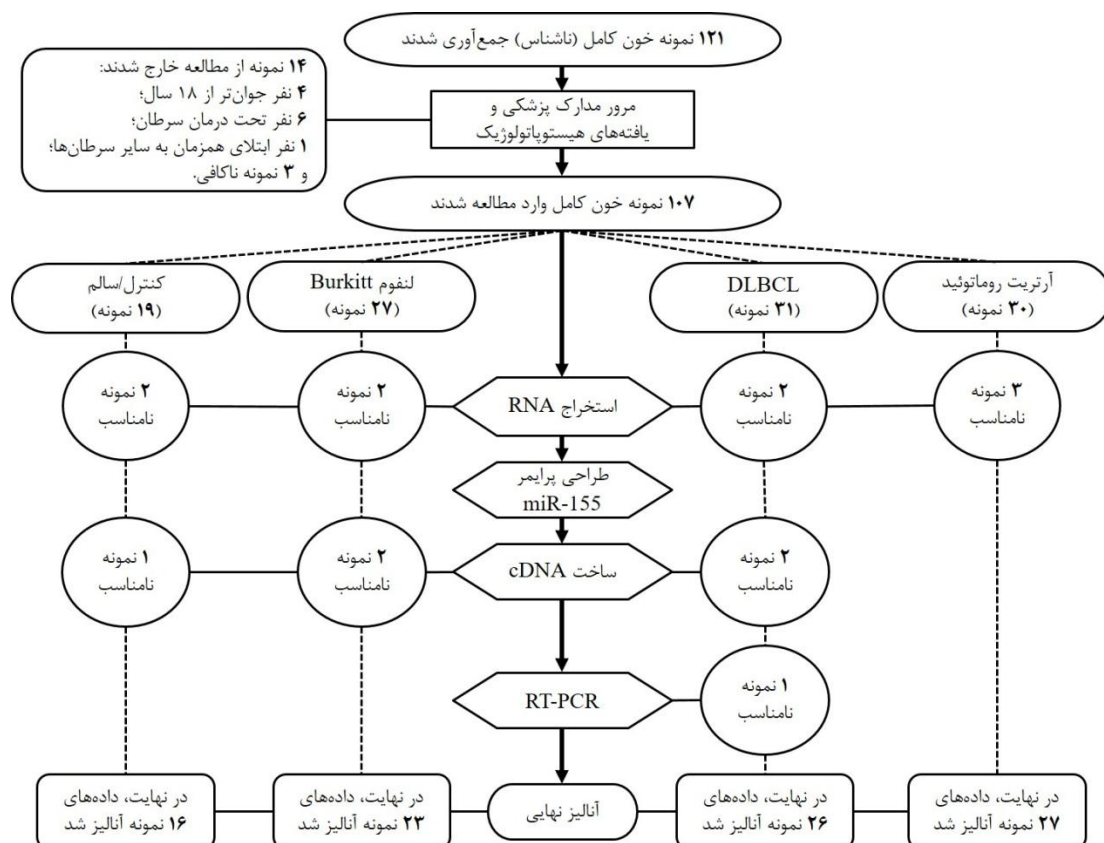 ۱۲۱ نمونه خون کامل (ناشناس) جمع‌آوری شدند
۱۴ نمونه از مطالعه خارج شدند:
۴ نفر جوان‌تر از ۱۸ سال؛
۶ نفر تحت درمان سرطان؛
۱ نفر ابتلای همزمان به سایر سرطان‌ها؛
و ۳ نمونه ناکافی.
مرور مدارک پزشکی و
یافته‌های هیستوپاتولوژیک
۱۰۷ نمونه خون کامل وارد مطالعه شدند
آرتریت روماتوئید
(۳۰ نمونه)
DLBCL
(۳۱ نمونه)
لنفوم Burkitt
(۲۷ نمونه)
کنترل/سالم
(۱۹ نمونه)
۳ نمونه
نامناسب
۲ نمونه
نامناسب
استخراج RNA
۲ نمونه
نامناسب
۲ نمونه
نامناسب
طراحی پرایمر
miR-155
۲ نمونه
نامناسب
ساخت cDNA
۲ نمونه
نامناسب
۱ نمونه
نامناسب
۱ نمونه
نامناسب
RT-PCR
در نهایت، داده‌های
۲۷ نمونه آنالیز شد
در نهایت، داده‌های
۲۶ نمونه آنالیز شد
آنالیز نهایی
در نهایت، داده‌های
۲۳ نمونه آنالیز شد
در نهایت، داده‌های
۱۶ نمونه آنالیز شد